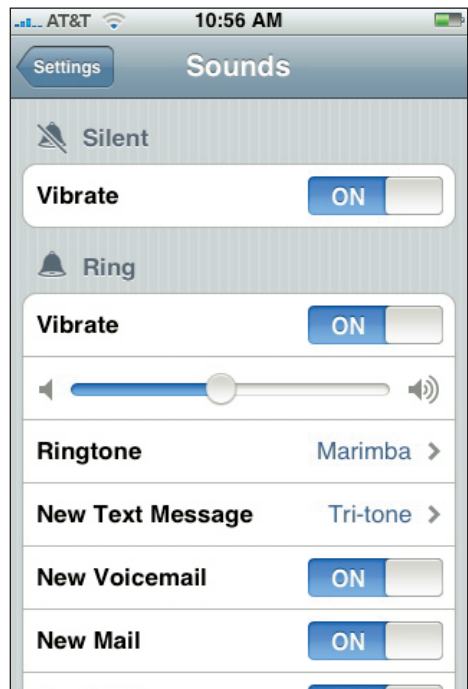 AT&T 10:56 AM
Settings Sounds
Silent
Vibrate ON
Ring
Vibrate ON
Ringtone Marimba
New Text Message Tri-tone
New Voicemail ON
New Mail ON